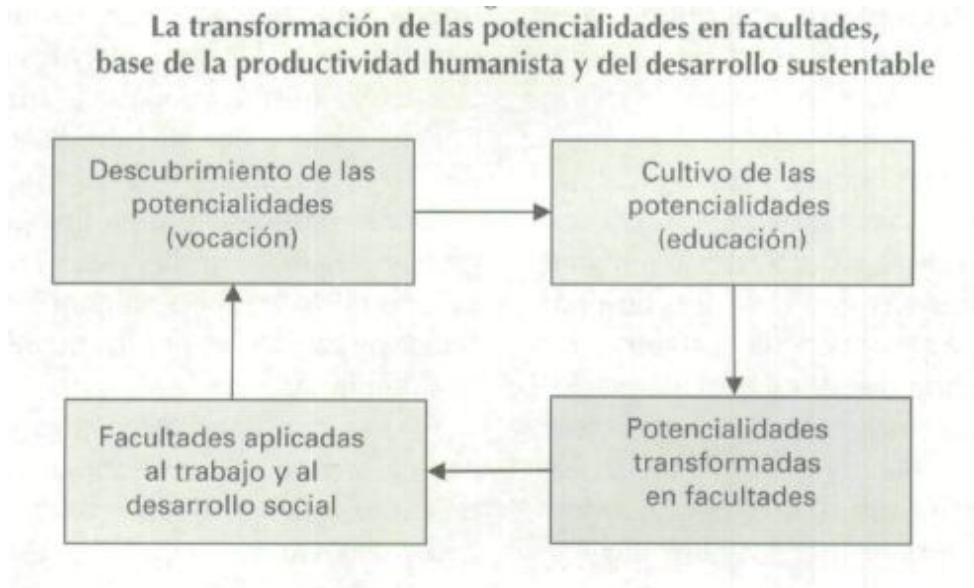 La transformación de las potencialidades en facultades,
base de la productividad humanista y del desarrollo sustentable
Descubrimiento de las
potencialidades
(vocación)
Cultivo de las
potencialidades
(educación)
Facultades aplicadas
al trabajo y al
desarrollo social
Potencialidades
transformadas
en facultades